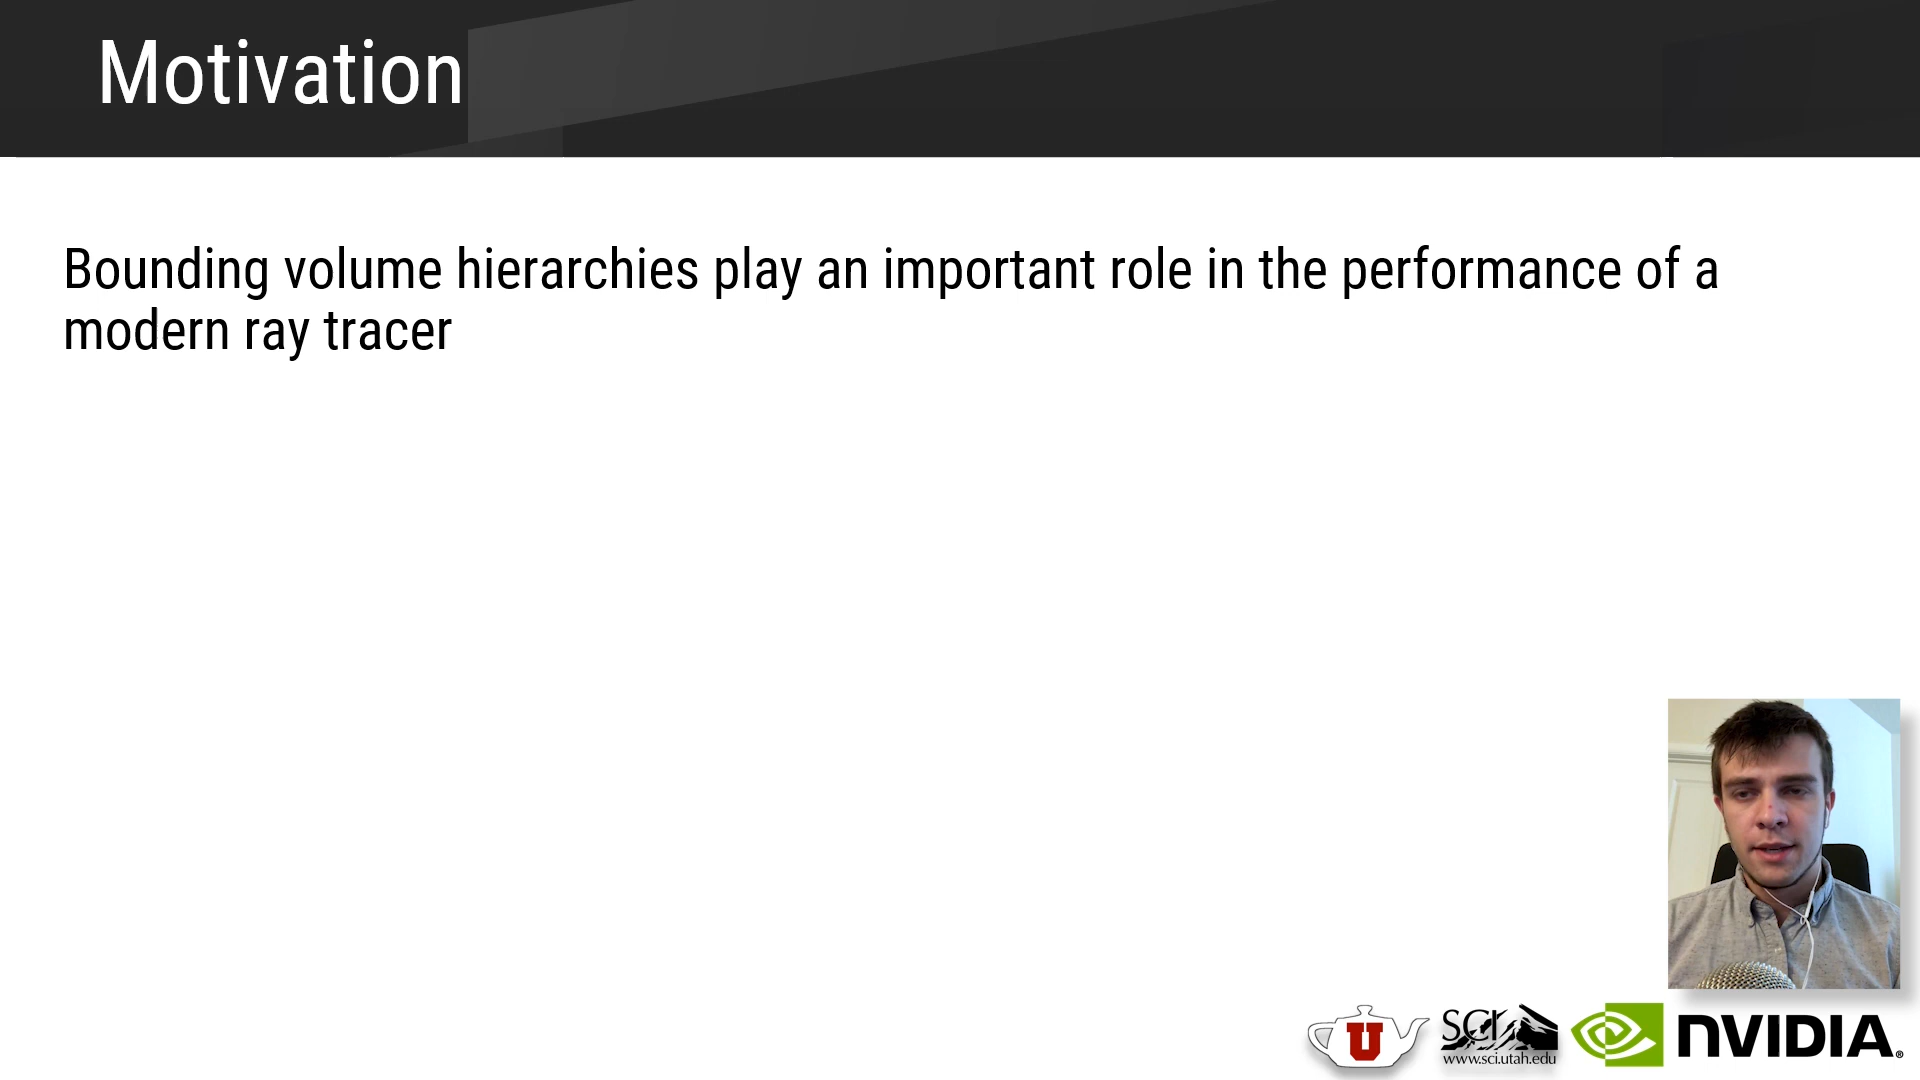 Motivation
Bounding volume hierarchies play an important role in the performance of a
modern ray tracer
U
SCI
www.sci.utah.edu
NVIDIA®